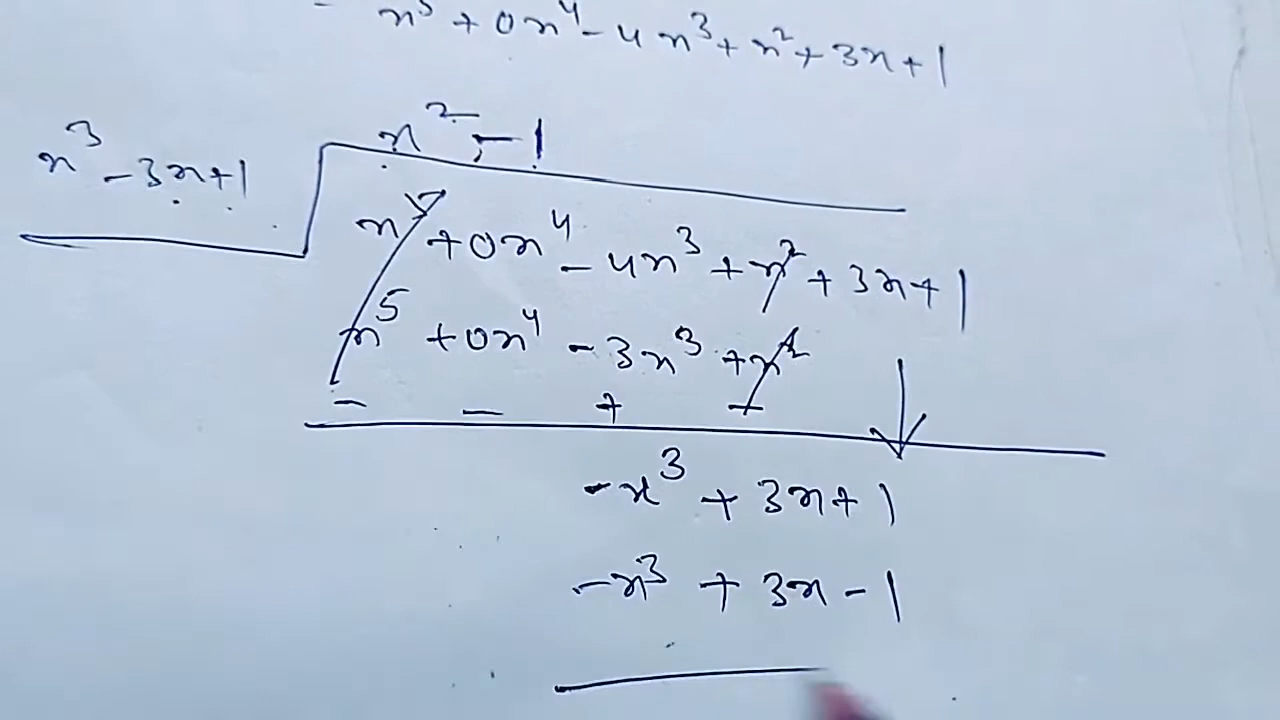 x⁵ + 0x⁴ - 4x³ + x² + 3x + 1
x² - 1
x³ - 3x + 1
x⁵ + 0x⁴ - 4x³ + x² + 3x + 1
x⁵ + 0x⁴ - 3x³ + x²
- - + -
-x³ + 3x + 1
-x³ + 3x - 1